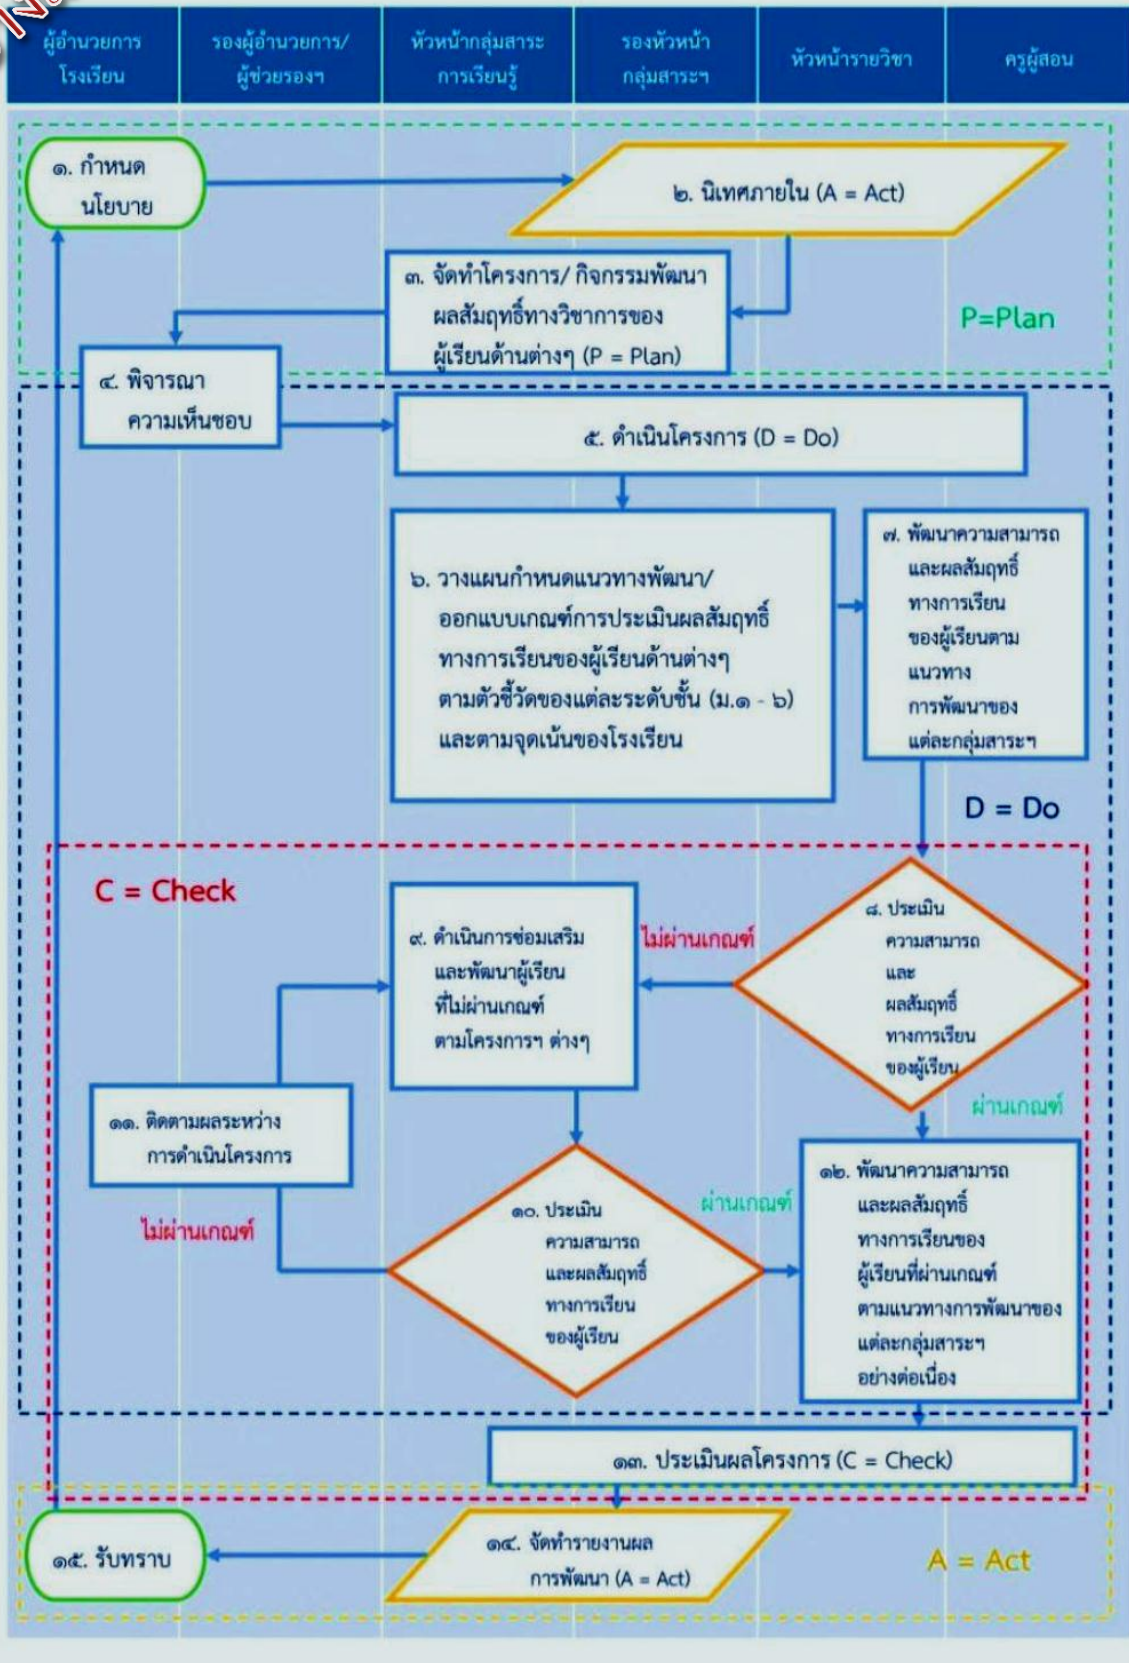 ผู้อำนวยการ
โรงเรียน
รองผู้อำนวยการ/
ผู้ช่วยรองฯ
หัวหน้ากลุ่มสาระ
การเรียนรู้
รองหัวหน้า
กลุ่มสาระฯ
หัวหน้ารายวิชา
ครูผู้สอน
๑. กำหนด
นโยบาย
๒. นิเทศภายใน (A = Act)
๓. จัดทำโครงการ/ กิจกรรมพัฒนา
ผลสัมฤทธิ์ทางวิชาการของ
ผู้เรียนด้านต่างๆ (P = Plan)
P=Plan
๔. พิจารณา
ความเห็นชอบ
๕. ดำเนินโครงการ (D = Do)
๖. วางแผนกำหนดแนวทางพัฒนา/
ออกแบบเกณฑ์การประเมินผลสัมฤทธิ์
ทางการเรียนของผู้เรียนด้านต่างๆ
ตามตัวชี้วัดของแต่ละระดับชั้น (ม.๑ - ๖)
และตามจุดเน้นของโรงเรียน
๗. พัฒนาความสามารถ
และผลสัมฤทธิ์
ทางการเรียน
ของผู้เรียนตาม
แนวทาง
การพัฒนาของ
แต่ละกลุ่มสาระฯ
D = Do
C = Check
๘. ประเมิน
ความสามารถ
และ
ผลสัมฤทธิ์
ทางการเรียน
ของผู้เรียน
ไม่ผ่านเกณฑ์
๙. ดำเนินการซ่อมเสริม
และพัฒนาผู้เรียน
ที่ไม่ผ่านเกณฑ์
ตามโครงการฯ ต่างๆ
ผ่านเกณฑ์
๑๑. ติดตามผลระหว่าง
การดำเนินโครงการ
ไม่ผ่านเกณฑ์
๑๐. ประเมิน
ความสามารถ
และผลสัมฤทธิ์
ทางการเรียน
ของผู้เรียน
ผ่านเกณฑ์
๑๒. พัฒนาความสามารถ
และผลสัมฤทธิ์
ทางการเรียนของ
ผู้เรียนที่ผ่านเกณฑ์
ตามแนวทางการพัฒนาของ
แต่ละกลุ่มสาระฯ
อย่างต่อเนื่อง
๑๓. ประเมินผลโครงการ (C = Check)
๑๔. จัดทำรายงานผล
การพัฒนา (A = Act)
๑๕. รับทราบ
A = Act